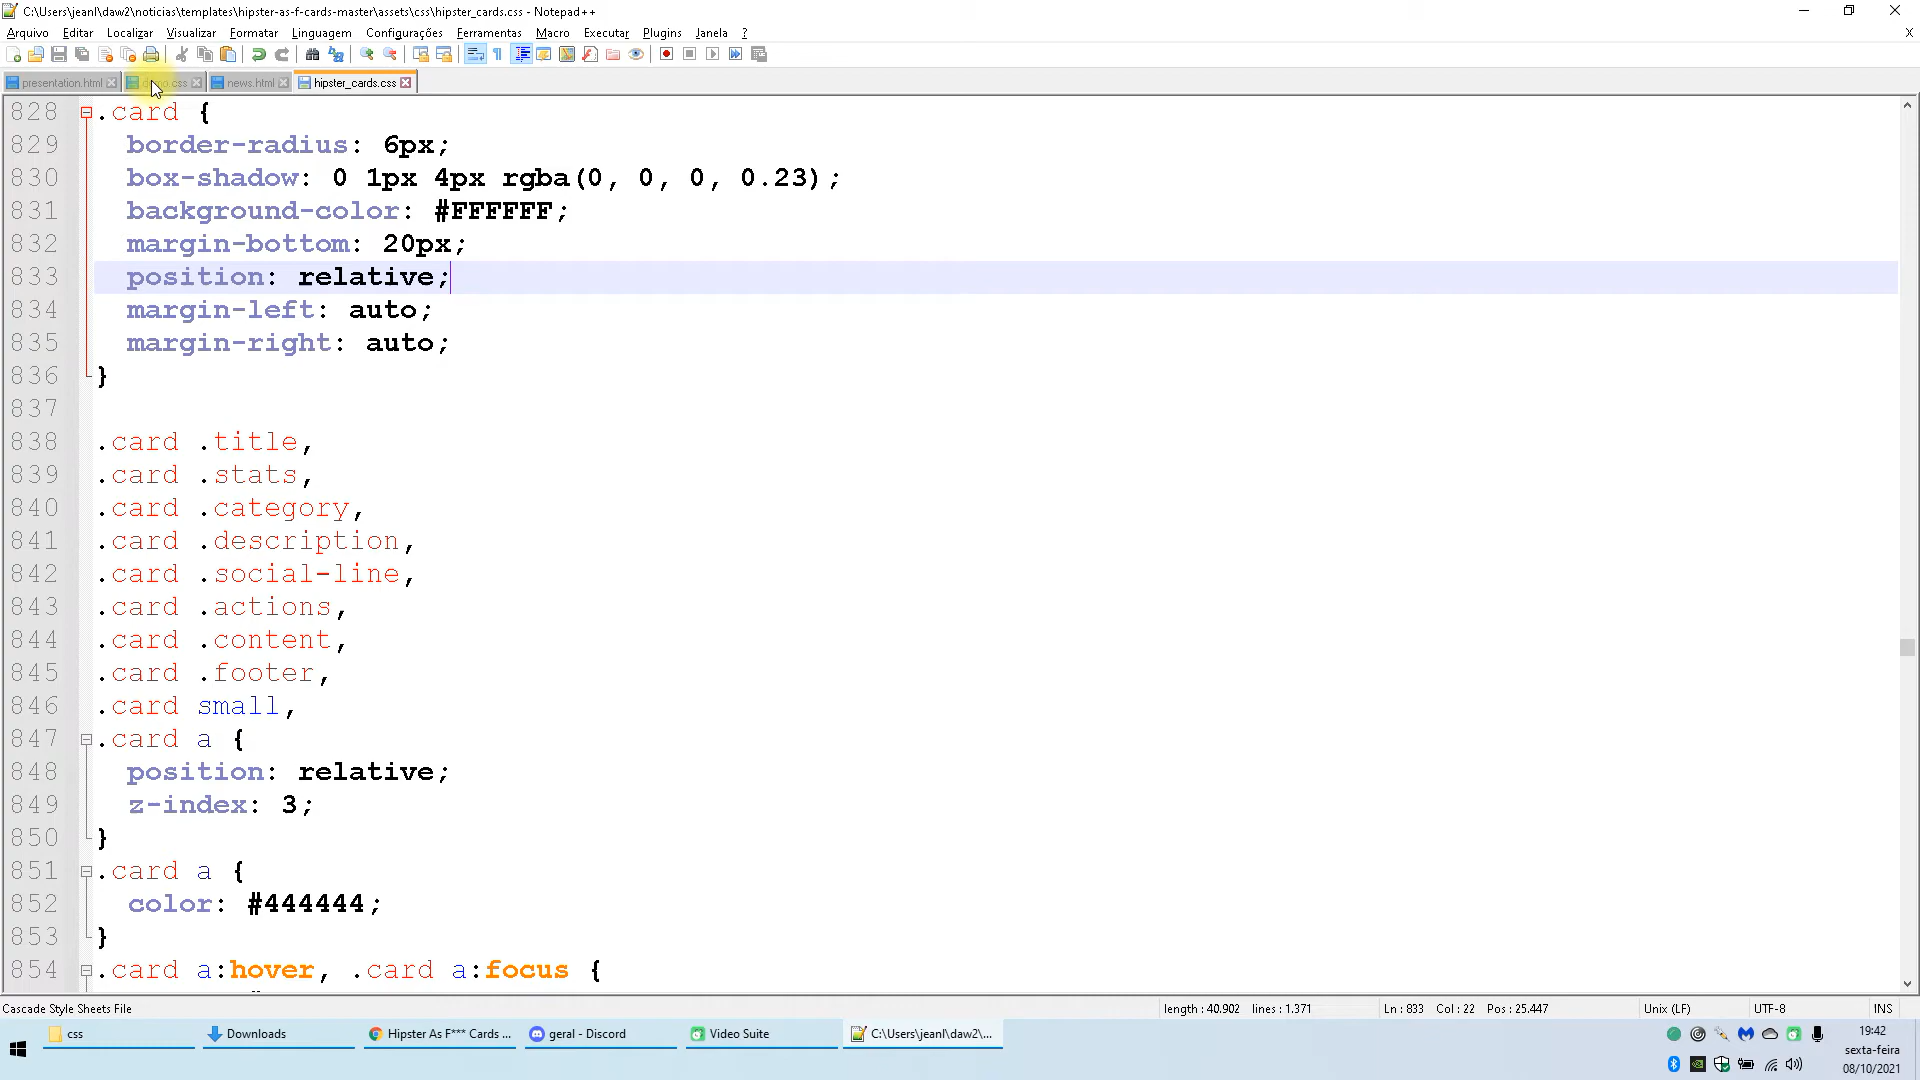 C:\Users\jeanl\daw2\noticias\templates\hipster-as-f-cards-master\assets\css\hipster_cards.css - Notepad++
Arquivo Editar Localizar Visualizar Formatar Linguagem Configurações Ferramentas Macro Executar Plugins Janela ? X
presentation.html demo.css news.html hipster_cards.css
828 .card {
829 border-radius: 6px;
830 box-shadow: 0 1px 4px rgba(0, 0, 0, 0.23);
831 background-color: #FFFFFF;
832 margin-bottom: 20px;
833 position: relative;
834 margin-left: auto;
835 margin-right: auto;
836 }
837
838 .card .title,
839 .card .stats,
840 .card .category,
841 .card .description,
842 .card .social-line,
843 .card .actions,
844 .card .content,
845 .card .footer,
846 .card small,
847 .card a {
848 position: relative;
849 z-index: 3;
850 }
851 .card a {
852 color: #444444;
853 }
854 .card a:hover, .card a:focus {
Cascade Style Sheets File length : 40.902 lines : 1.371 Ln : 833 Col : 22 Pos : 25.447 Unix (LF) UTF-8 INS
css Downloads Hipster As F*** Cards ... geral - Discord Video Suite C:\Users\jeanl\daw2\...
19:42
sexta-feira
08/10/2021